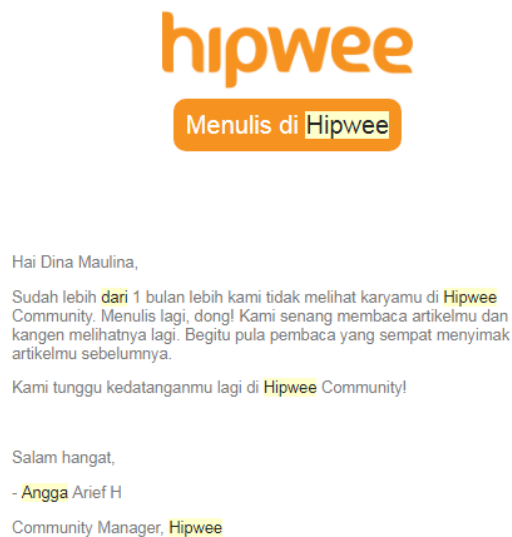 hipwee
Menulis di Hipwee
Hai Dina Maulina,
Sudah lebih dari 1 bulan lebih kami tidak melihat karyamu di Hipwee
Community. Menulis lagi, dong! Kami senang membaca artikelmu dan
kangen melihatnya lagi. Begitu pula pembaca yang sempat menyimak
artikelmu sebelumnya.
Kami tunggu kedatanganmu lagi di Hipwee Community!
Salam hangat,
- Angga Arief H
Community Manager, Hipwee